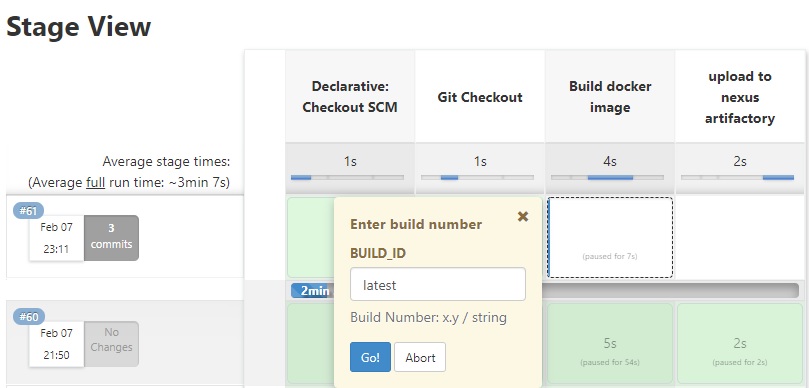 Stage View
Declarative:
Checkout SCM
Git Checkout
Build docker
image
upload to
nexus
artifactory
Average stage times:
(Average full run time: ~3min 7s)
1s
1s
4s
2s
#61
Feb 07
23:11
3
commits
Enter build number
BUILD_ID
latest
Build Number: x.y / string
Go!
Abort
(paused for 7s)
2min
#60
Feb 07
21:50
No
Changes
5s
(paused for 54s)
2s
(paused for 2s)